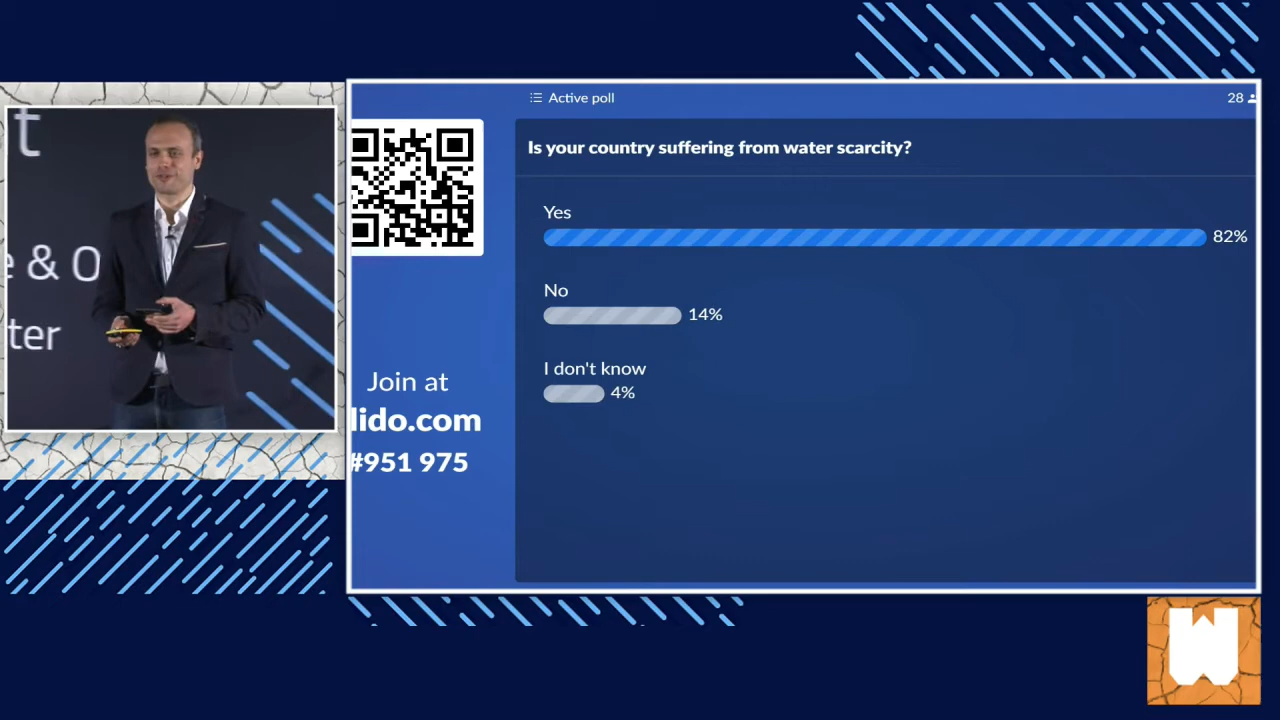 t
e & O
ter
Active poll
28
Is your country suffering from water scarcity?
Yes
82%
No
14%
I don't know
4%
Join at
lido.com
#951 975
W